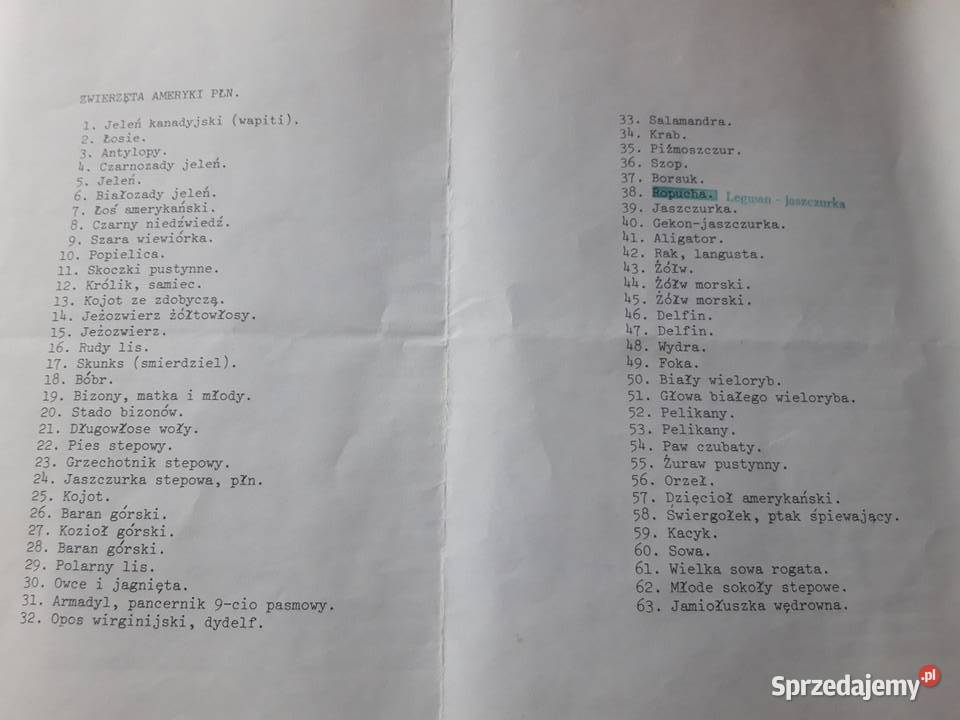 ZWIERZĘTA AMERYKI PŁN.
1. Jeleń kanadyjski (wapiti).
2. Łosie.
3. Antylopy.
4. Czarnozady jeleń.
5. Jeleń.
6. Białozady jeleń.
7. Łoś amerykański.
8. Czarny niedźwiedź.
9. Szara wiewiórka.
10. Popielica.
11. Skoczki pustynne.
12. Królik, samiec.
13. Kojot ze zdobyczą.
14. Jeżozwierz żółtowłosy.
15. Jeżozwierz.
16. Rudy lis.
17. Skunks (smierdziel).
18. Bóbr.
19. Bizony, matka i młody.
20. Stado bizonów.
21. Długowłose woły.
22. Pies stepowy.
23. Grzechotnik stepowy.
24. Jaszczurka stepowa, płn.
25. Kojot.
26. Baran górski.
27. Kozioł górski.
28. Baran górski.
29. Polarny lis.
30. Owce i jagnięta.
31. Armadyl, pancernik 9-cio pasmowy.
32. Opos wirginijski, dydelf.
33. Salamandra.
34. Krab.
35. Piżmoszczur.
36. Szop.
37. Borsuk.
38. Ropucha. Leguan - jaszczurka
39. Jaszczurka.
40. Gekon-jaszczurka.
41. Aligator.
42. Rak, langusta.
43. Żółw.
44. Żółw morski.
45. Żółw morski.
46. Delfin.
47. Delfin.
48. Wydra.
49. Foka.
50. Biały wieloryb.
51. Głowa białego wieloryba.
52. Pelikany.
53. Pelikany.
54. Paw czubaty.
55. Żuraw pustynny.
56. Orzeł.
57. Dzięcioł amerykański.
58. Świergołek, ptak śpiewający.
59. Kacyk.
60. Sowa.
61. Wielka sowa rogata.
62. Młode sokoły stepowe.
63. Jamiołuszka wędrowna.
Sprzedajemy.pl